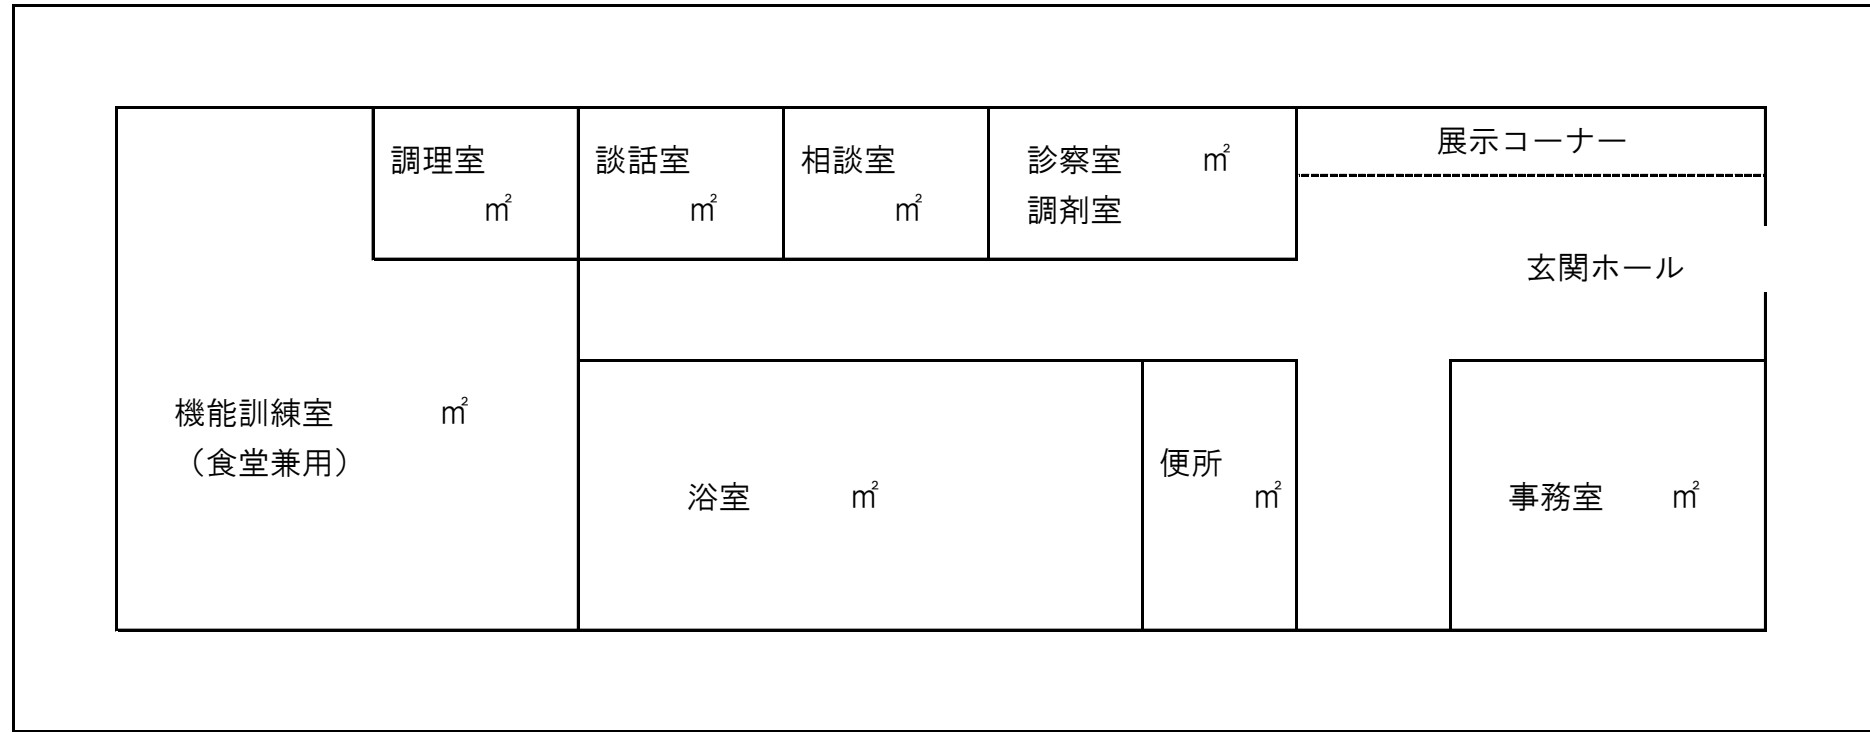 調理室
㎡
談話室
㎡
相談室
㎡
診察室 ㎡
調剤室
展示コーナー
玄関ホール
機能訓練室 ㎡
（食堂兼用）
浴室 ㎡
便所
㎡
事務室 ㎡